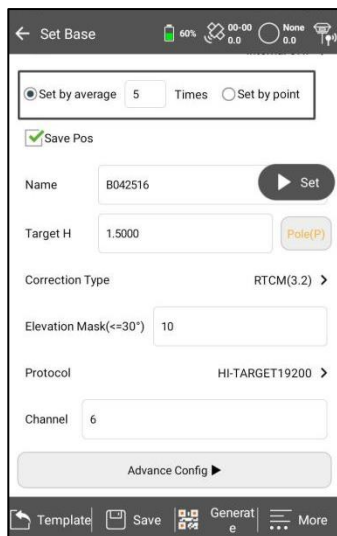 Set Base 60% 00-00 0.0 None 0.0
Set by average 5 Times Set by point
Save Pos
Name B042516 Set
Target H 1.5000 Pole(P)
Correction Type RTCM(3.2)
Elevation Mask(<=30°) 10
Protocol HI-TARGET19200
Channel 6
Advance Config
Template Save Generat
e More